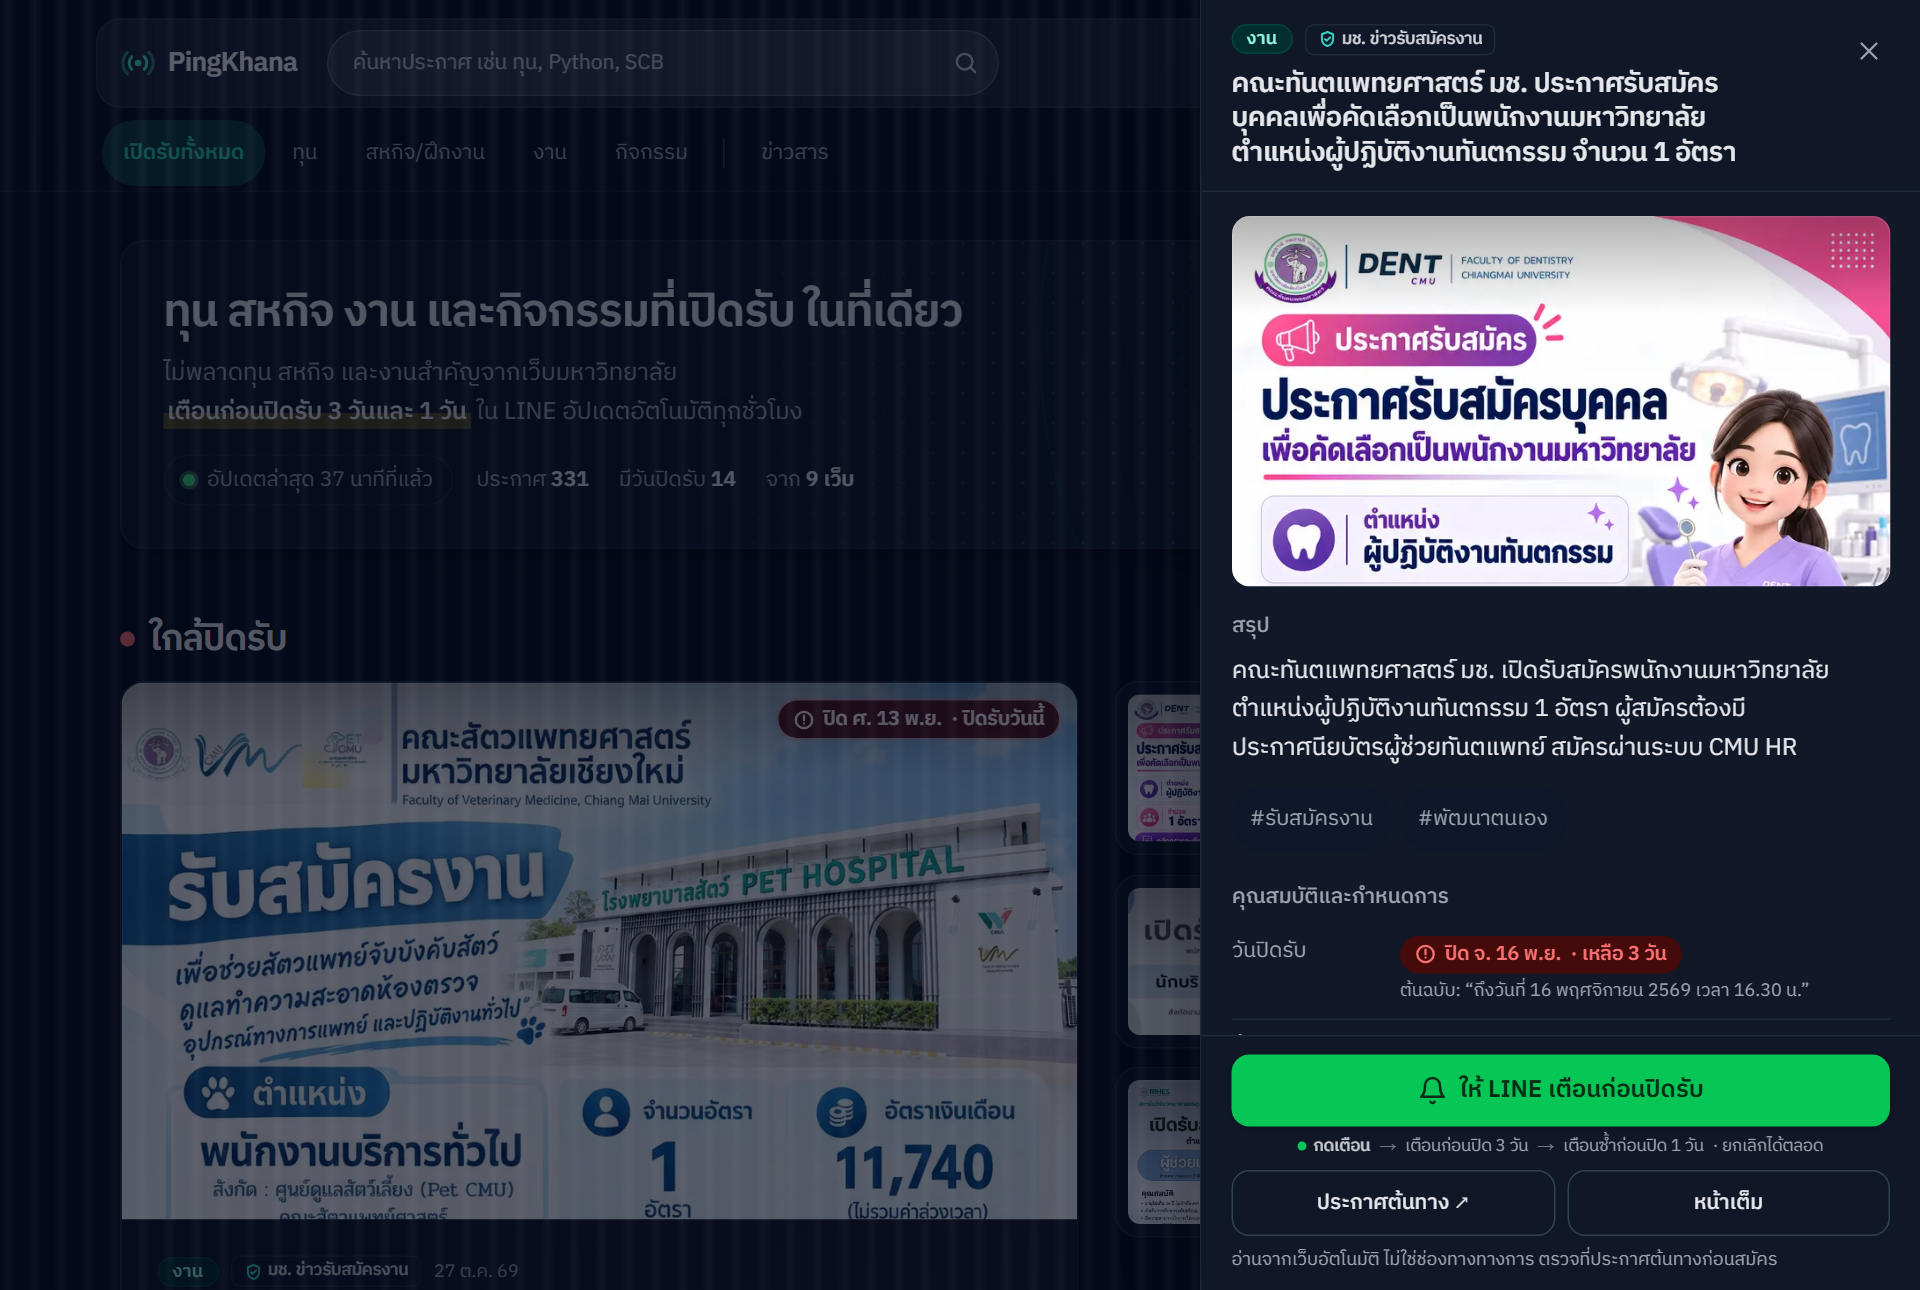 PingKhana
ค้นหาประกาศ เช่น ทุน, Python, SCB
เปิดรับทั้งหมด
ทุน
สหกิจ/ฝึกงาน
งาน
กิจกรรม
ข่าวสาร
ทุน สหกิจ งาน และกิจกรรมที่เปิดรับ ในที่เดียว
ไม่พลาดทุน สหกิจ และงานสำคัญจากเว็บมหาวิทยาลัย
เตือนก่อนปิดรับ 3 วันและ 1 วัน ใน LINE อัปเดตอัตโนมัติทุกชั่วโมง
อัปเดตล่าสุด 37 นาทีที่แล้ว
ประกาศ 331
มีวันปิดรับ 14
จาก 9 เว็บ
ใกล้ปิดรับ
ปิด ศ. 13 พ.ย. · ปิดรับวันนี้
คณะสัตวแพทยศาสตร์
มหาวิทยาลัยเชียงใหม่
Faculty of Veterinary Medicine, Chiang Mai University
รับสมัครงาน
โรงพยาบาลสัตว์ PET HOSPITAL
เพื่อช่วยสัตวแพทย์จับบังคับสัตว์
ดูแลทำความสะอาดห้องตรวจ
อุปกรณ์ทางการแพทย์ และปฏิบัติงานทั่วไป
ตำแหน่ง
พนักงานบริการทั่วไป
สังกัด : ศูนย์ดูแลสัตว์เลี้ยง (Pet CMU)
คณะสัตวแพทย์ศาสตร์
จำนวนอัตรา
1
อัตรา
อัตราเงินเดือน
11,740
(ไม่รวมค่าล่วงเวลา)
งาน
มช. ข่าวรับสมัครงาน
27 ต.ค. 69
งาน
มช. ข่าวรับสมัครงาน
คณะทันตแพทยศาสตร์ มช. ประกาศรับสมัคร
บุคคลเพื่อคัดเลือกเป็นพนักงานมหาวิทยาลัย
ตำแหน่งผู้ปฏิบัติงานทันตกรรม จำนวน 1 อัตรา
DENT
CMU
FACULTY OF DENTISTRY
CHIANGMAI UNIVERSITY
ประกาศรับสมัคร
ประกาศรับสมัครบุคคล
เพื่อคัดเลือกเป็นพนักงานมหาวิทยาลัย
ตำแหน่ง
ผู้ปฏิบัติงานทันตกรรม
สรุป
คณะทันตแพทยศาสตร์ มช. เปิดรับสมัครพนักงานมหาวิทยาลัย
ตำแหน่งผู้ปฏิบัติงานทันตกรรม 1 อัตรา ผู้สมัครต้องมี
ประกาศนียบัตรผู้ช่วยทันตแพทย์ สมัครผ่านระบบ CMU HR
#รับสมัครงาน
#พัฒนาตนเอง
คุณสมบัติและกำหนดการ
วันปิดรับ
ปิด จ. 16 พ.ย. · เหลือ 3 วัน
ต้นฉบับ: “ถึงวันที่ 16 พฤศจิกายน 2569 เวลา 16.30 น.”
ให้ LINE เตือนก่อนปิดรับ
กดเตือน → เตือนก่อนปิด 3 วัน → เตือนซ้ำก่อนปิด 1 วัน · ยกเลิกได้ตลอด
ประกาศต้นทาง ↗
หน้าเต็ม
อ่านจากเว็บอัตโนมัติ ไม่ใช่ช่องทางทางการ ตรวจที่ประกาศต้นทางก่อนสมัคร